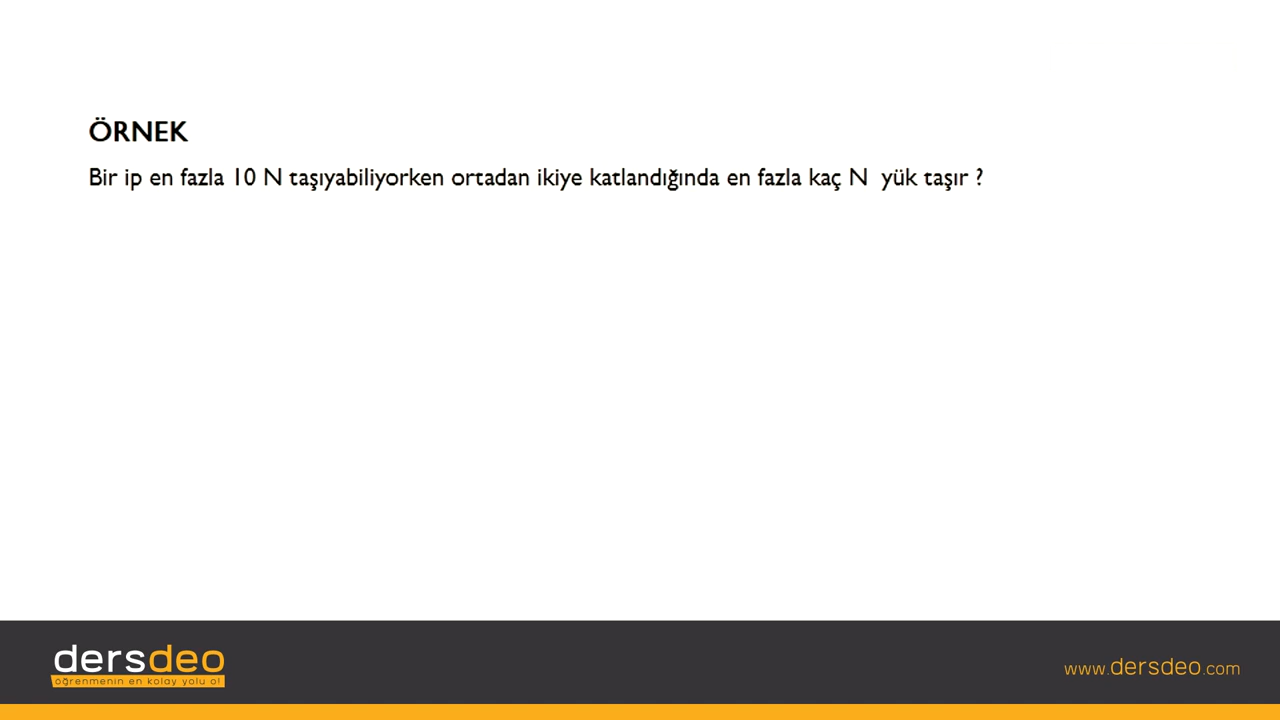 ÖRNEK
Bir ip en fazla 10 N taşıyabiliyorken ortadan ikiye katlandığında en fazla kaç N yük taşır ?
dersdeo
öğrenmenin en kolay yolu o!
www.dersdeo.com